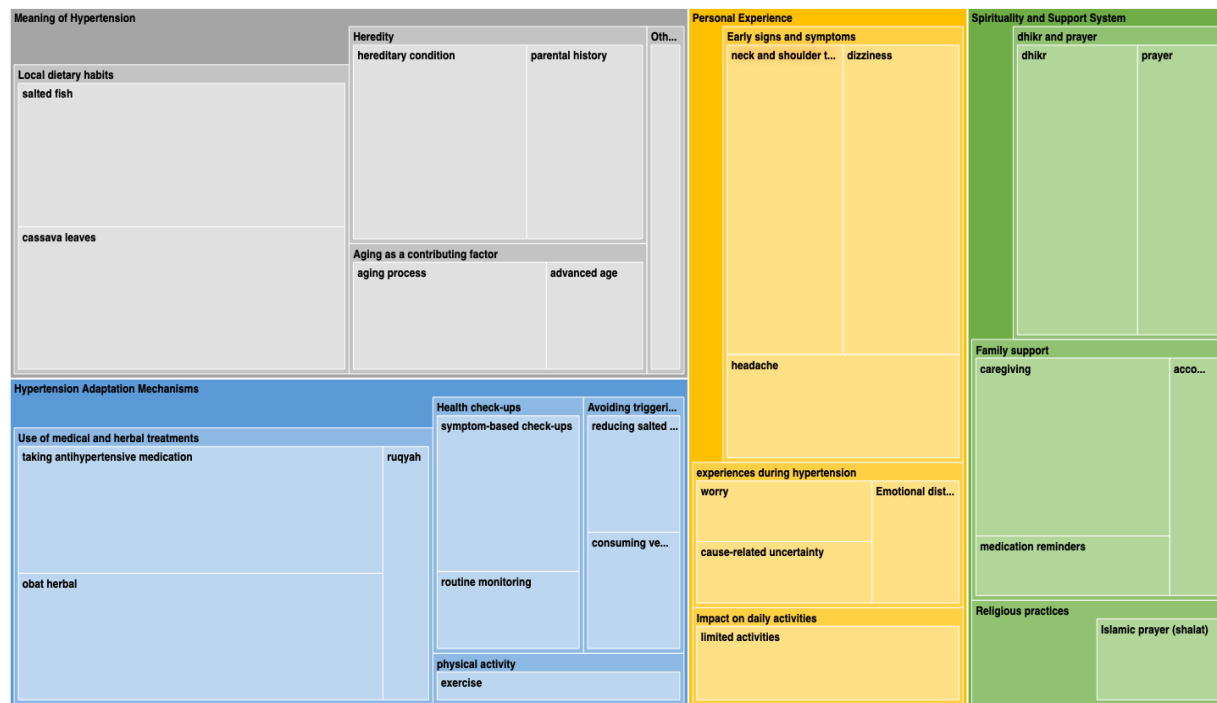 Meaning of Hypertension
Local dietary habits
salted fish
cassava leaves
Heredity
hereditary condition
parental history
Oth...
Aging as a contributing factor
aging process
advanced age
Hypertension Adaptation Mechanisms
Use of medical and herbal treatments
taking antihypertensive medication
ruqyah
obat herbal
Health check-ups
symptom-based check-ups
routine monitoring
Avoiding triggeri...
reducing salted ...
consuming ve...
physical activity
exercise
Personal Experience
Early signs and symptoms
neck and shoulder t...
dizziness
headache
experiences during hypertension
worry
Emotional dist...
cause-related uncertainty
Impact on daily activities
limited activities
Spirituality and Support System
dhikr and prayer
dhikr
prayer
Family support
caregiving
acco...
medication reminders
Religious practices
Islamic prayer (shalat)